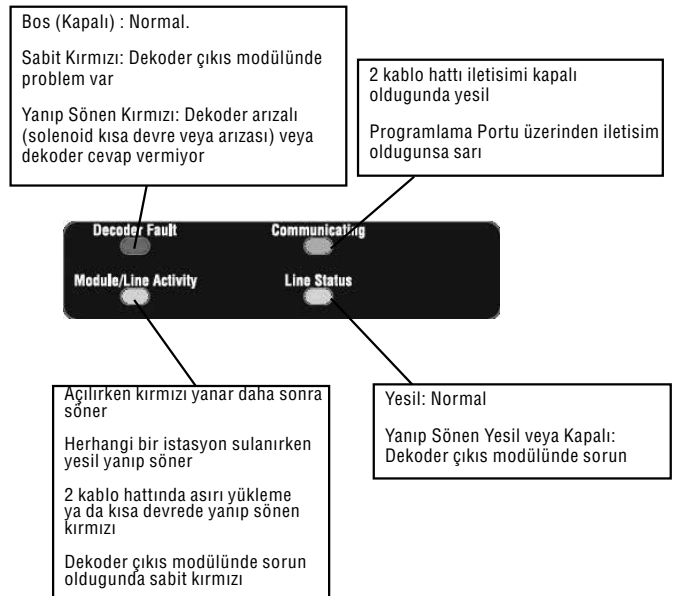 Bos (Kapalı) : Normal.
Sabit Kırmızı: Dekoder çıkıs modülünde
problem var
Yanıp Sönen Kırmızı: Dekoder arızalı
(solenoid kısa devre veya arızası) veya
dekoder cevap vermiyor
2 kablo hattı iletisimi kapalı
oldugunda yesil
Programlama Portu üzerinden iletisim
oldugunsa sarı
Decoder Fault
Communicating
Module/Line Activity
Line Status
Açılırken kırmızı yanar daha sonra
söner
Herhangi bir istasyon sulanırken
yesil yanıp söner
2 kablo hattında asırı yükleme
ya da kısa devrede yanıp sönen
kırmızı
Dekoder çıkıs modülünde sorun
oldugunda sabit kırmızı
Yesil: Normal
Yanıp Sönen Yesil veya Kapalı:
Dekoder çıkıs modülünde sorun